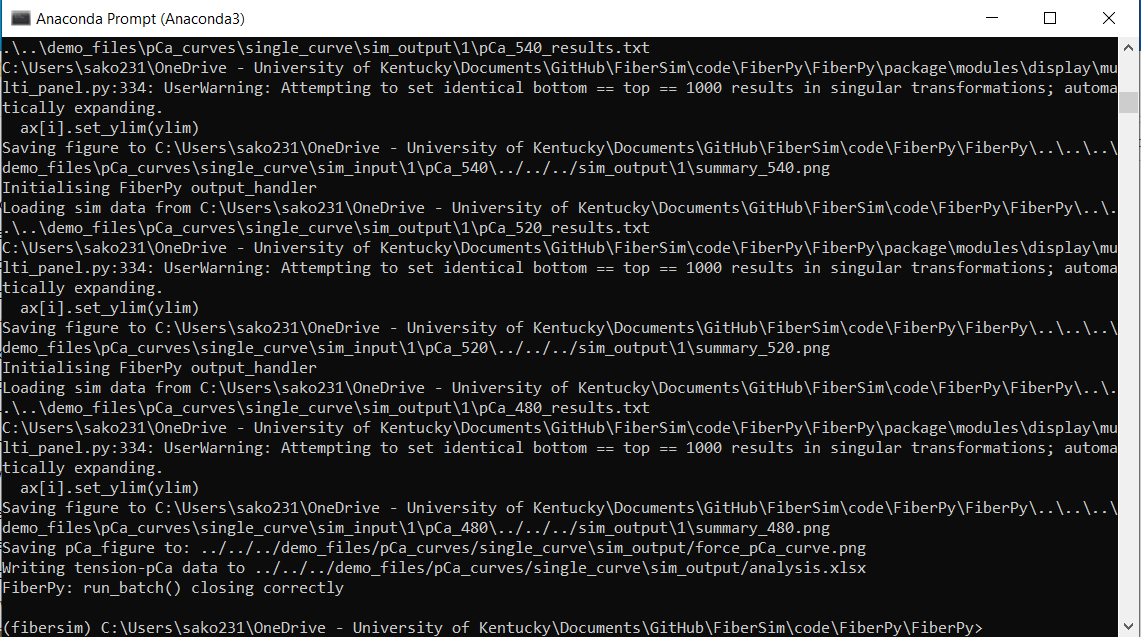 Anaconda Prompt (Anaconda3)
.\..\demo_files\pCa_curves\single_curve\sim_output\1\pCa_540_results.txt
C:\Users\sako231\OneDrive - University of Kentucky\Documents\GitHub\FiberSim\code\FiberPy\FiberPy\package\modules\display\mu
lti_panel.py:334: UserWarning: Attempting to set identical bottom == top == 1000 results in singular transformations; automa
tically expanding.
  ax[i].set_ylim(ylim)
Saving figure to C:\Users\sako231\OneDrive - University of Kentucky\Documents\GitHub\FiberSim\code\FiberPy\FiberPy\..\..\..\
demo_files\pCa_curves\single_curve\sim_input\1\pCa_540\../../../sim_output\1\summary_540.png
Initialising FiberPy output_handler
Loading sim data from C:\Users\sako231\OneDrive - University of Kentucky\Documents\GitHub\FiberSim\code\FiberPy\FiberPy\..\.
.\..\demo_files\pCa_curves\single_curve\sim_output\1\pCa_520_results.txt
C:\Users\sako231\OneDrive - University of Kentucky\Documents\GitHub\FiberSim\code\FiberPy\FiberPy\package\modules\display\mu
lti_panel.py:334: UserWarning: Attempting to set identical bottom == top == 1000 results in singular transformations; automa
tically expanding.
  ax[i].set_ylim(ylim)
Saving figure to C:\Users\sako231\OneDrive - University of Kentucky\Documents\GitHub\FiberSim\code\FiberPy\FiberPy\..\..\..\
demo_files\pCa_curves\single_curve\sim_input\1\pCa_520\../../../sim_output\1\summary_520.png
Initialising FiberPy output_handler
Loading sim data from C:\Users\sako231\OneDrive - University of Kentucky\Documents\GitHub\FiberSim\code\FiberPy\FiberPy\..\.
.\..\demo_files\pCa_curves\single_curve\sim_output\1\pCa_480_results.txt
C:\Users\sako231\OneDrive - University of Kentucky\Documents\GitHub\FiberSim\code\FiberPy\FiberPy\package\modules\display\mu
lti_panel.py:334: UserWarning: Attempting to set identical bottom == top == 1000 results in singular transformations; automa
tically expanding.
  ax[i].set_ylim(ylim)
Saving figure to C:\Users\sako231\OneDrive - University of Kentucky\Documents\GitHub\FiberSim\code\FiberPy\FiberPy\..\..\..\
demo_files\pCa_curves\single_curve\sim_input\1\pCa_480\../../../sim_output\1\summary_480.png
Saving pCa_figure to: ../../../demo_files/pCa_curves/single_curve\sim_output/force_pCa_curve.png
Writing tension-pCa data to ../../../demo_files/pCa_curves/single_curve\sim_output/analysis.xlsx
FiberPy: run_batch() closing correctly
(fibersim) C:\Users\sako231\OneDrive - University of Kentucky\Documents\GitHub\FiberSim\code\FiberPy\FiberPy>